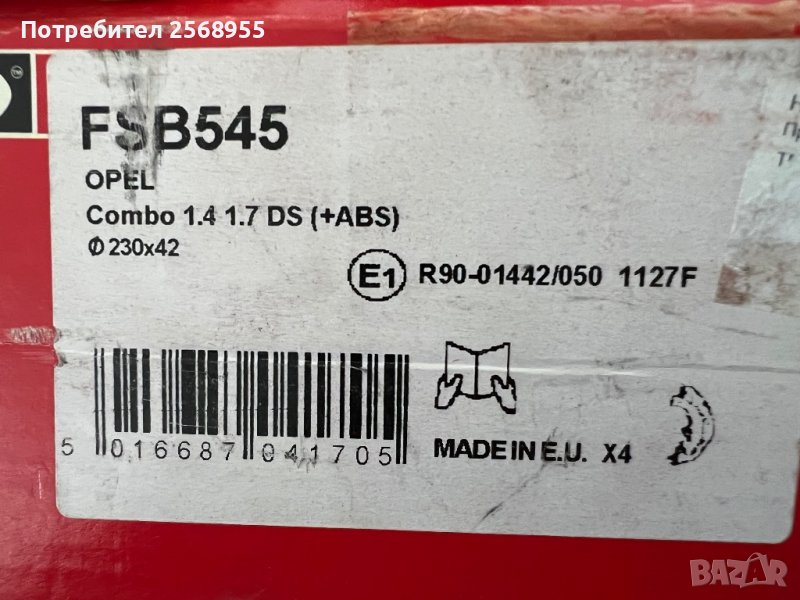 Потребител 2568955
FSB545
OPEL
Combo 1.4 1.7 DS (+ABS)
Ø 230x42
E1 R90-01442/050 1127F
5 016687 041705
MADE IN E.U. X4
BAZAR